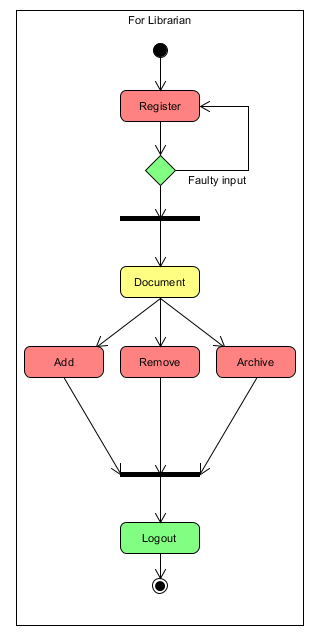 For Librarian
Register
Faulty input
Document
Add
Remove
Archive
Logout